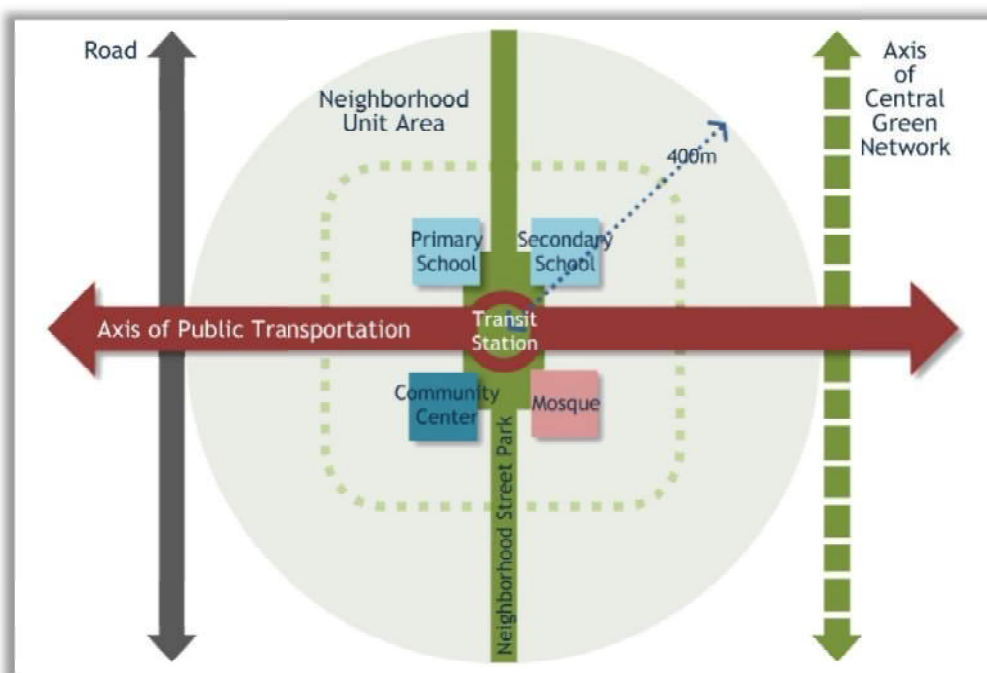 Road
Neighborhood
Unit Area
Axis
of
Central
Green
Network
400m
Primary
School
Secondary
School
Axis of Public Transportation
Transit
Station
Community
Center
Mosque
Neighborhood Street Park